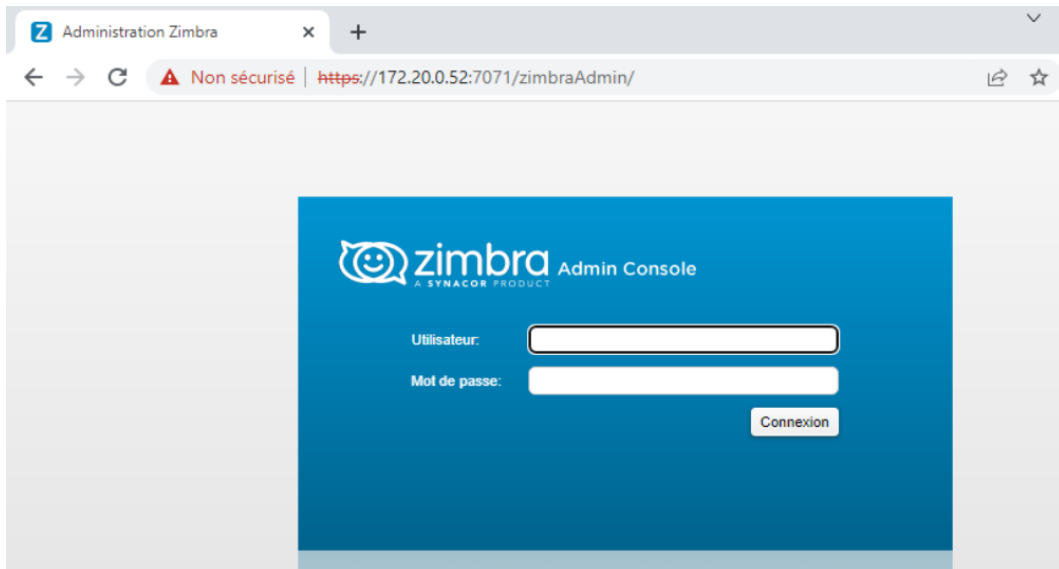 Administration Zimbra
Non sécurisé | https://172.20.0.52:7071/zimbraAdmin/
zimbra Admin Console
A SYNACOR PRODUCT
Utilisateur:
Mot de passe:
Connexion